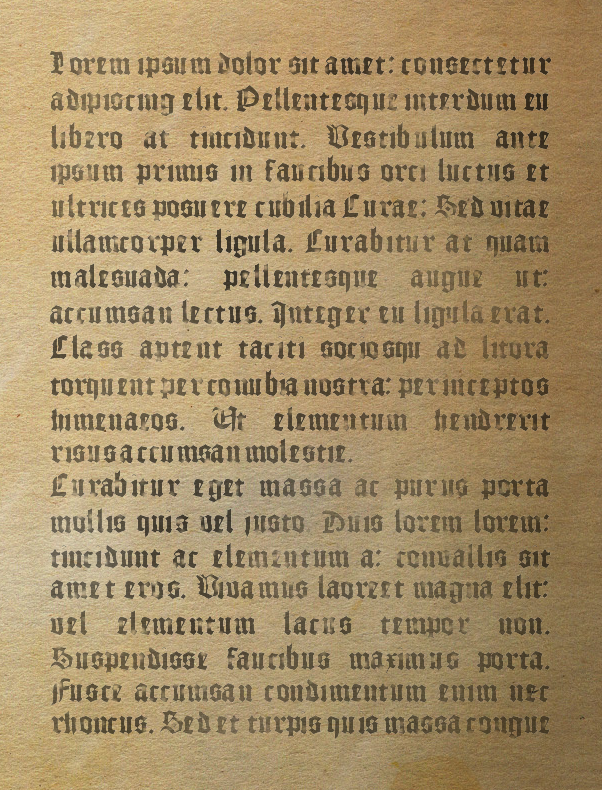 Lorem ipsum dolor sit amet: consectetur
adipiscing elit. Pellentesque interdum eu
libero at tincidunt. Vestibulum ante
ipsum primis in faucibus orci luctus et
ultrices posuere cubilia Curae; Sed vitae
ullamcorper ligula. Curabitur at quam
malesuada: pellentesque augue ut:
accumsan lectus. Integer eu ligula erat.
Class aptent taciti sociosqu ad litora
torquent per conubia nostra: per inceptos
himenaeos. Et elementum hendrerit
risus accumsan molestie.
Curabitur eget massa ac purus porta
mollis quis vel justo. Duis lorem lorem:
tincidunt ac elementum a: convallis sit
amet eros. Vivamus laoreet magna elit:
vel elementum lacus tempor non.
Suspendisse faucibus maximus porta.
Fusce accumsan condimentum enim nec
rhoncus. Sed et turpis quis massa congue